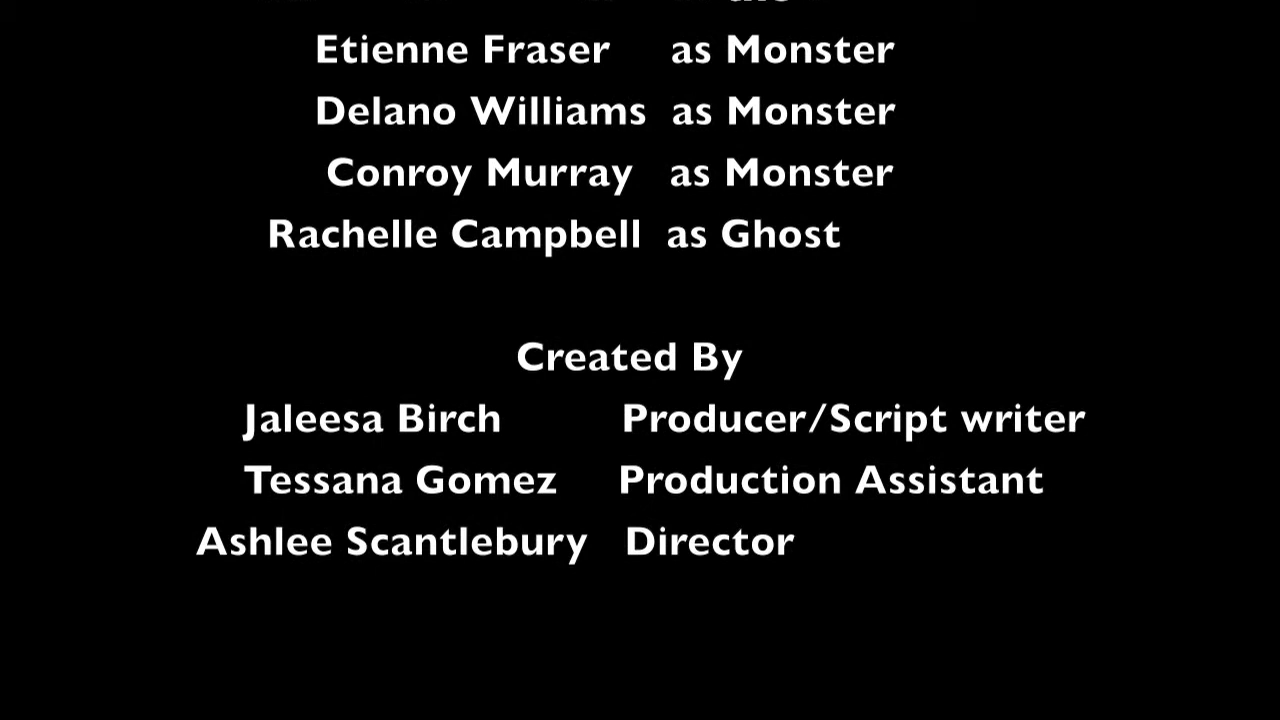 Etienne Fraser as Monster
Delano Williams as Monster
Conroy Murray as Monster
Rachelle Campbell as Ghost
Created By
Jaleesa Birch Producer/Script writer
Tessana Gomez Production Assistant
Ashlee Scantlebury Director